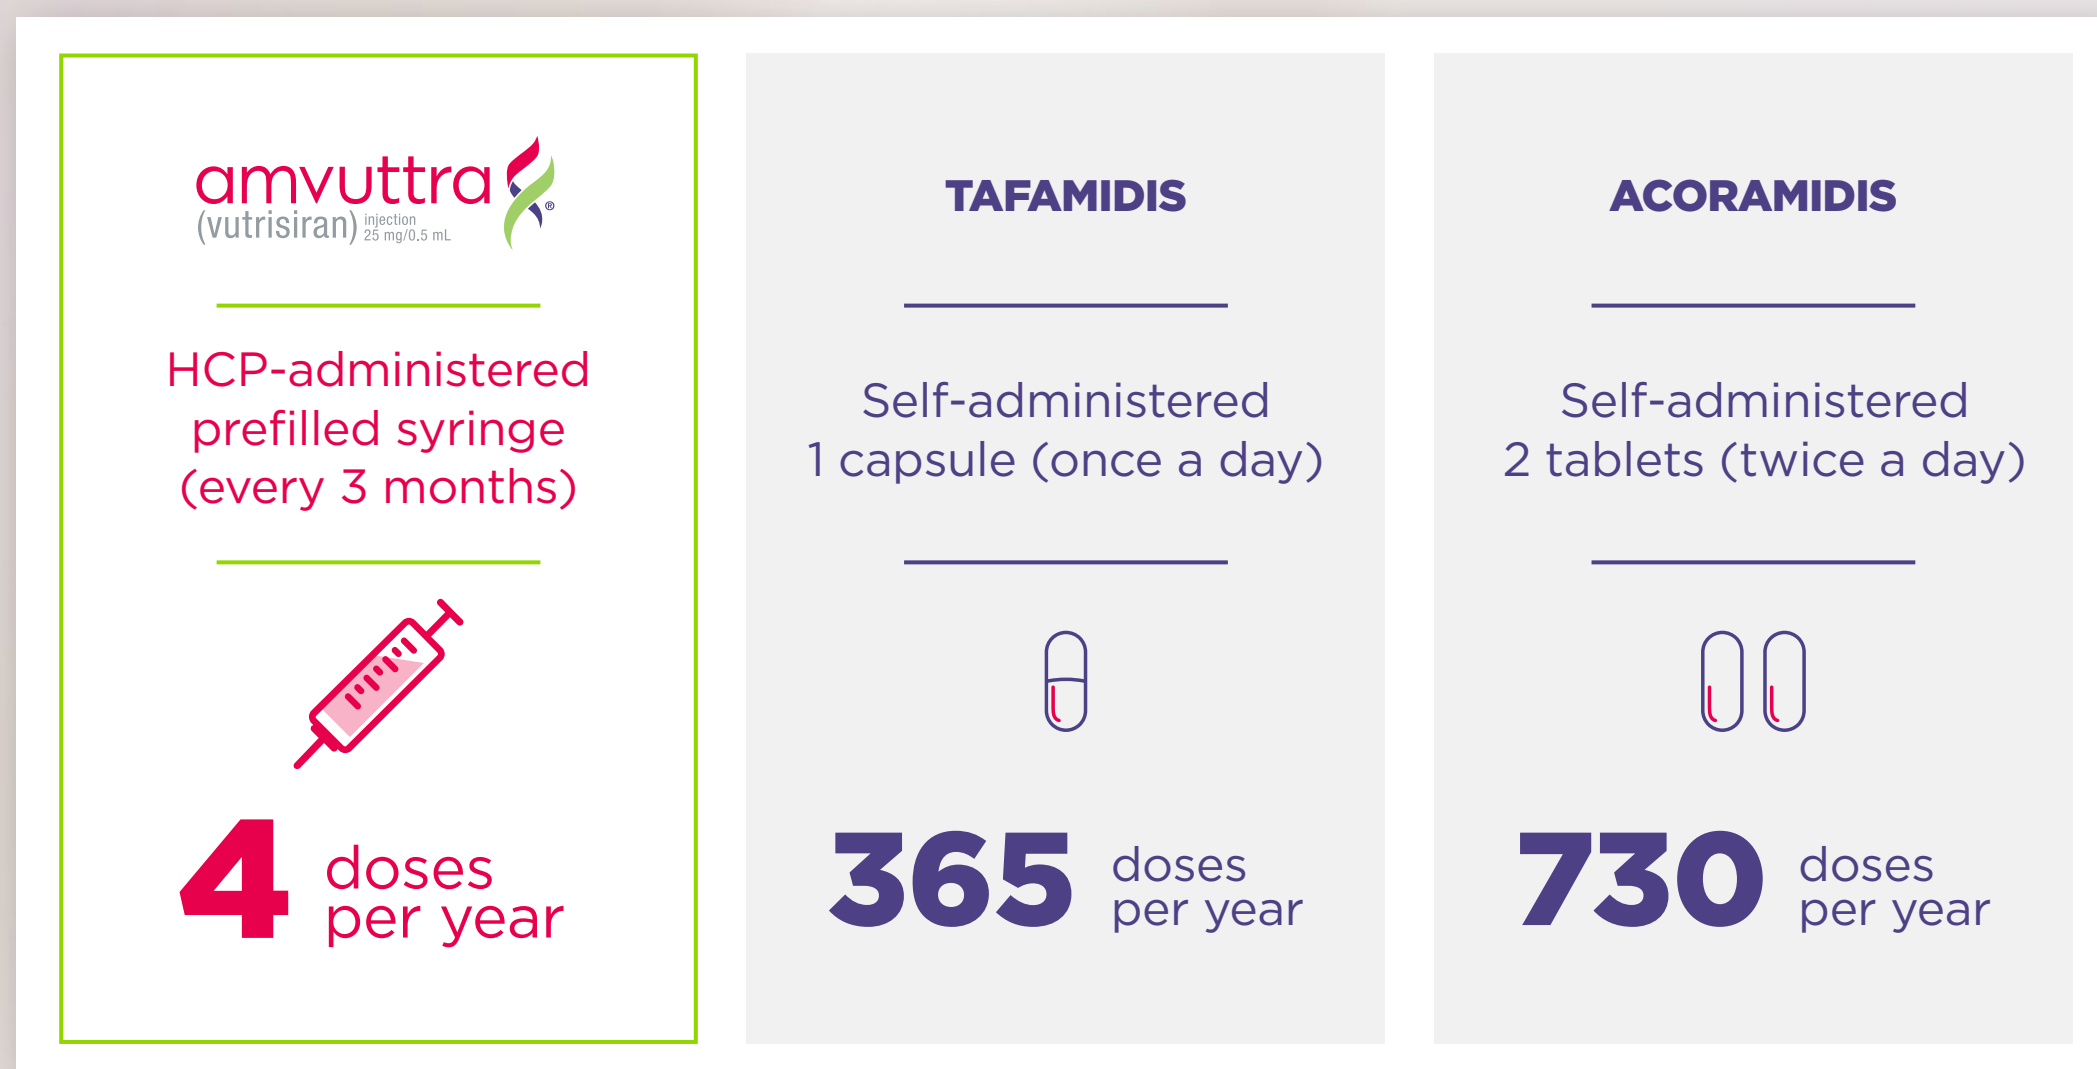 amvuttra
(vutrisiran) injection
25 mg/0.5 mL
®
HCP-administered
prefilled syringe
(every 3 months)
4 doses
per year
TAFAMIDIS
Self-administered
1 capsule (once a day)
365 doses
per year
ACORAMIDIS
Self-administered
2 tablets (twice a day)
730 doses
per year